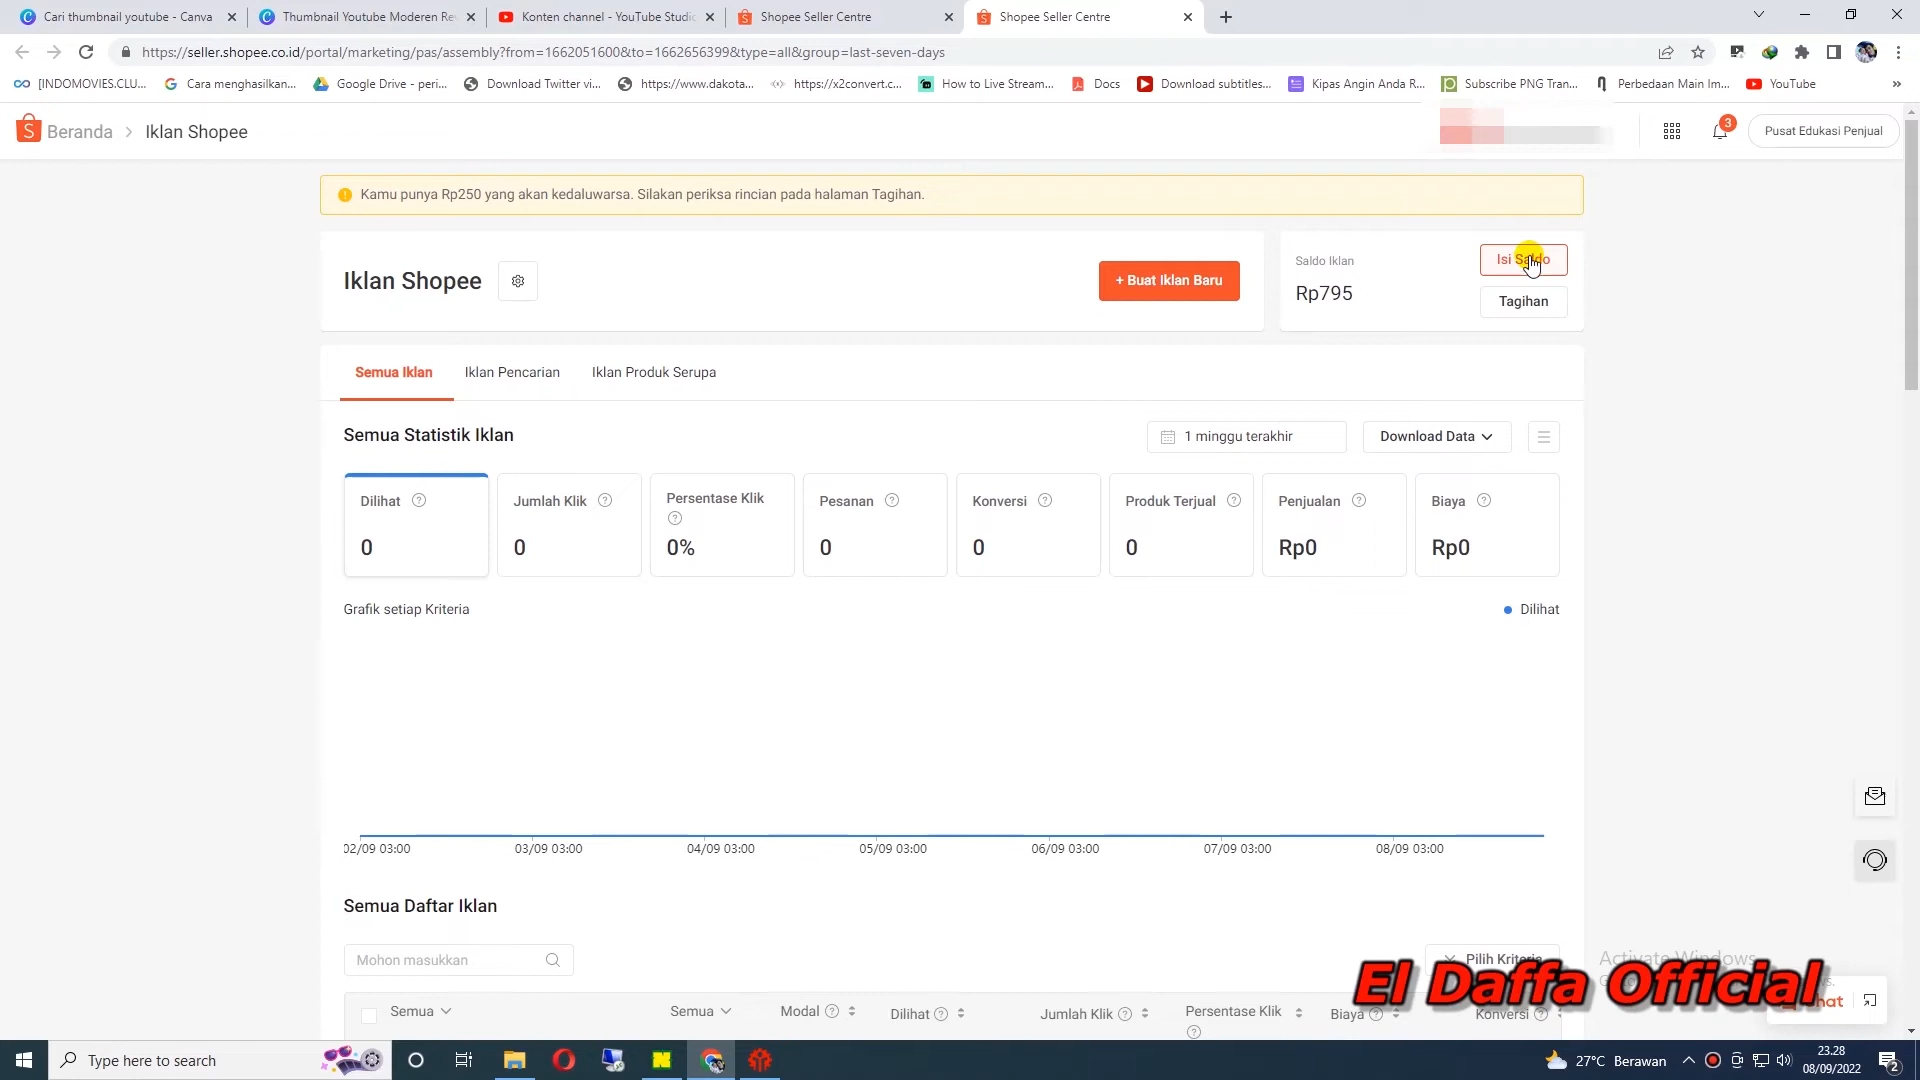 Cari thumbnail youtube - Canva
Thumbnail Youtube Moderen Re
Konten channel - YouTube Studio
Shopee Seller Centre
Shopee Seller Centre
https://seller.shopee.co.id/portal/marketing/pas/assembly?from=1662051600&to=1662656399&type=all&group=last-seven-days
[INDOMOVIES.CLU...
Cara menghasilkan...
Google Drive - peri...
Download Twitter vi...
https://www.dakota...
https://x2convert.c...
How to Live Stream...
Docs
Download subtitles...
Kipas Angin Anda R...
Subscribe PNG Tran...
Perbedaan Main Im...
YouTube
»
Beranda > Iklan Shopee
3
Pusat Edukasi Penjual
Kamu punya Rp250 yang akan kedaluwarsa. Silakan periksa rincian pada halaman Tagihan.
Iklan Shopee
+ Buat Iklan Baru
Saldo Iklan
Rp795
Isi Saldo
Tagihan
Semua Iklan
Iklan Pencarian
Iklan Produk Serupa
Semua Statistik Iklan
1 minggu terakhir
Download Data
Dilihat
0
Jumlah Klik
0
Persentase Klik
0%
Pesanan
0
Konversi
0
Produk Terjual
0
Penjualan
Rp0
Biaya
Rp0
Grafik setiap Kriteria
Dilihat
02/09 03:00
03/09 03:00
04/09 03:00
05/09 03:00
06/09 03:00
07/09 03:00
08/09 03:00
Semua Daftar Iklan
Mohon masukkan
Pilih Kriteria
Activate Windows
El Daffa Official
Semua
Semua
Modal
Dilihat
Jumlah Klik
Persentase Klik
Biaya
Konversi
Type here to search
27°C Berawan
23.28
08/09/2022
2